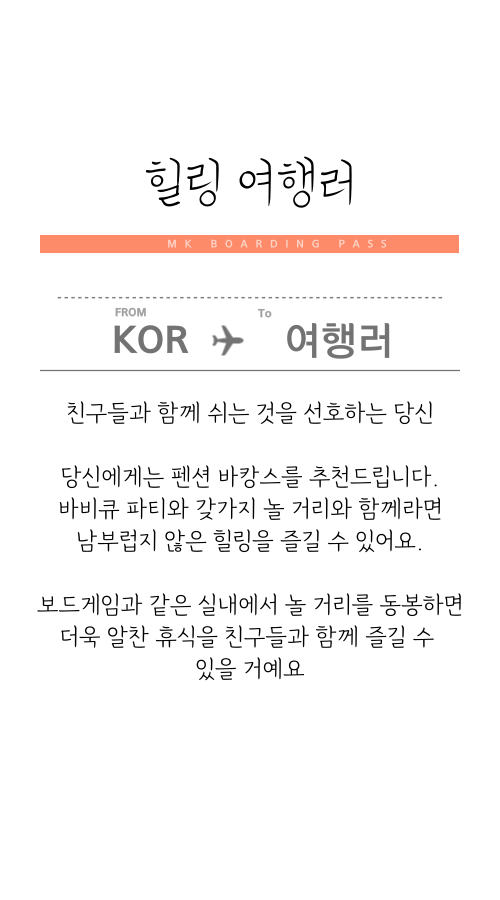 힐링 여행러
MK BOARDING PASS
FROM
To
KOR
여행러
친구들과 함께 쉬는 것을 선호하는 당신
당신에게는 펜션 바캉스를 추천드립니다.
바비큐 파티와 갖가지 놀 거리와 함께라면
남부럽지 않은 힐링을 즐길 수 있어요.
보드게임과 같은 실내에서 놀 거리를 동봉하면
더욱 알찬 휴식을 친구들과 함께 즐길 수
있을 거예요